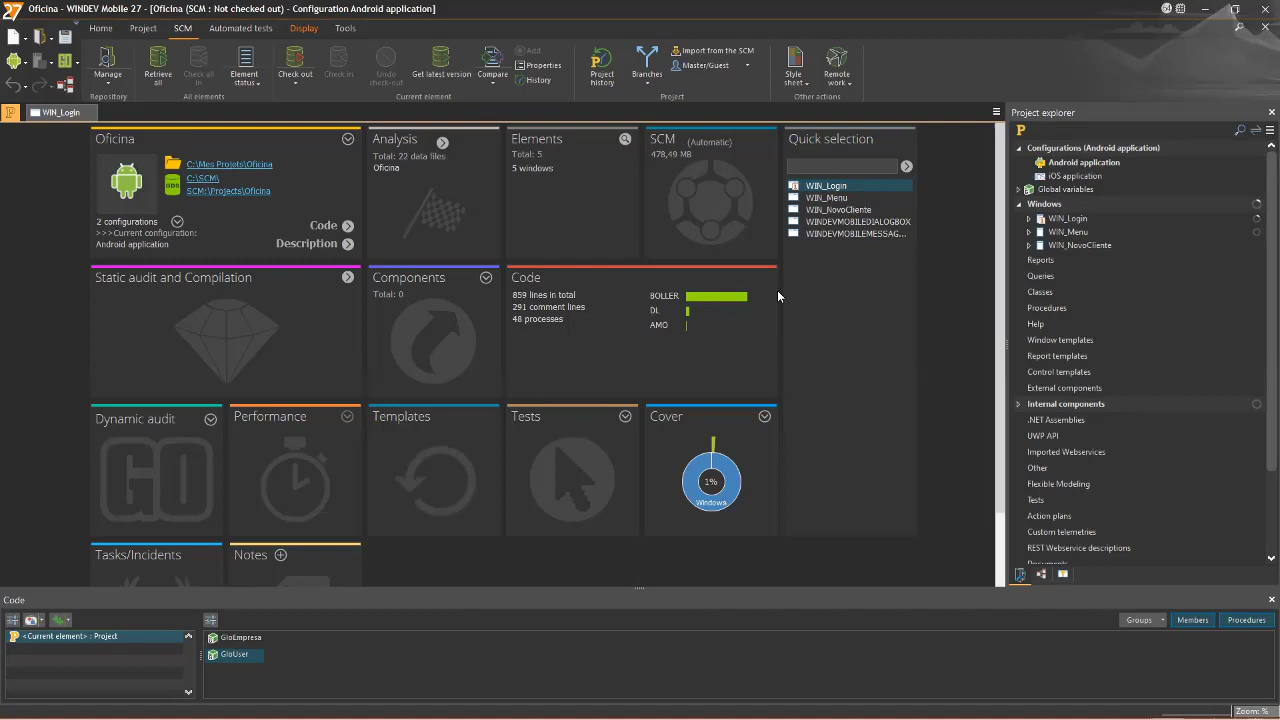 27 Oficina - WINDEV Mobile 27 - Oficina (SCM : Not checked out) - Configuration Android application]
Home Project SCM Automated tests Display Tools
Manage
Retrieve all
Check all in
Element status
Check out
Check in
Undo check-out
Get latest version
Compare
Add
Properties
History
Project history
Branches
Import from the SCM
Master/Guest
Style sheet
Remote work
Repository All elements Current element Project Other actions
WIN_Login
Oficina
C:\Mes Projets\Oficina
C:\SCM\
SCM:\Projects\Oficina
2 configurations
>>>Current configuration:
Android application
Code
Description
Analysis
Total: 22 data files
Oficina
Elements
Total: 5
5 windows
SCM (Automatic)
478,49 MB
Quick selection
WIN_Login
WIN_Menu
WIN_NovoCliente
WINDEVMOBILEDIALOGBOX
WINDEVMOBILEMESSAG...
Static audit and Compilation
Components
Total: 0
Code
859 lines in total
291 comment lines
48 processes
BOLLER
DL
AMO
Dynamic audit
GO
Performance
Templates
Tests
Cover
1%
Windows
Tasks/Incidents
Notes
Project explorer
Configurations (Android application)
Android application
iOS application
Global variables
Windows
WIN_Login
WIN_Menu
WIN_NovoCliente
Reports
Queries
Classes
Procedures
Help
Window templates
Report templates
Control templates
External components
Internal components
.NET Assemblies
UWP API
Imported Webservices
Other
Flexible Modeling
Tests
Action plans
Custom telemetries
REST Webservice descriptions
Code
Groups Members Procedures
<Current element> : Project
GloEmpresa
GloUser
Zoom: %